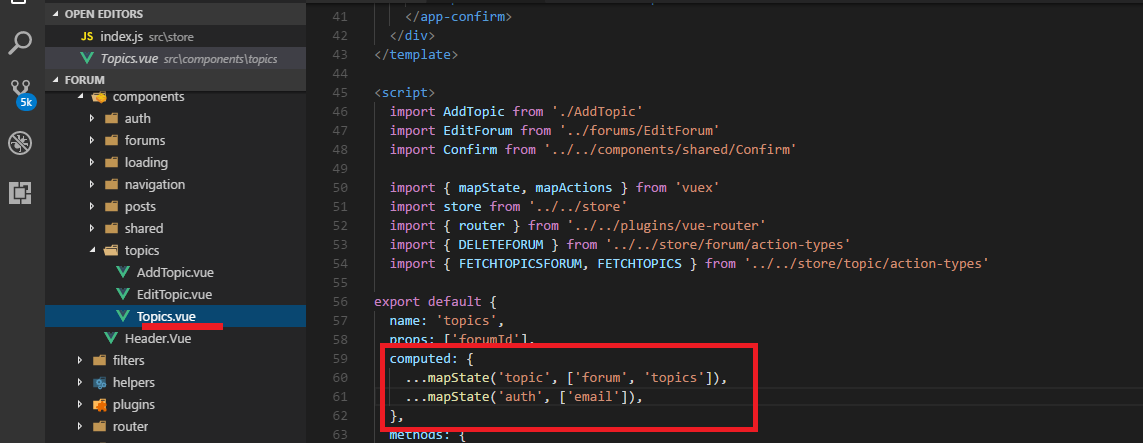 OPEN EDITORS
JS index.js src\store
Topics.vue src\components\topics
FORUM
components
auth
forums
loading
navigation
posts
shared
topics
AddTopic.vue
EditTopic.vue
Topics.vue
Header.Vue
filters
helpers
plugins
router
5k
41 </app-confirm>
42 </div>
43 </template>
44
45 <script>
46 import AddTopic from './AddTopic'
47 import EditForum from '../forums/EditForum'
48 import Confirm from '../../components/shared/Confirm'
49
50 import { mapState, mapActions } from 'vuex'
51 import store from '../../store'
52 import { router } from '../../plugins/vue-router'
53 import { DELETEFORUM } from '../../store/forum/action-types'
54 import { FETCHTOPICSFORUM, FETCHTOPICS } from '../../store/topic/action-types'
55
56 export default {
57 name: 'topics',
58 props: ['forumId'],
59 computed: {
60 ...mapState('topic', ['forum', 'topics']),
61 ...mapState('auth', ['email']),
62 },
63 methods: {